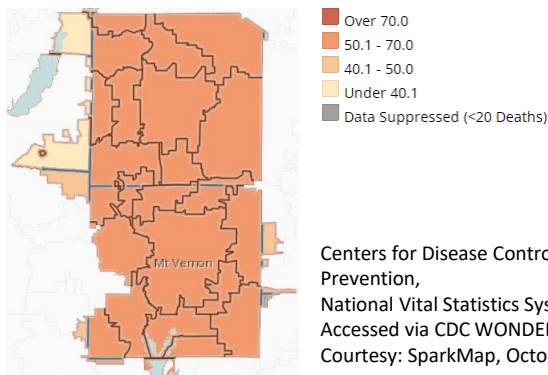 Over 70.0
50.1 - 70.0
40.1 - 50.0
Under 40.1
Data Suppressed (<20 Deaths)
Mt Vernon
Centers for Disease Contro
Prevention,
National Vital Statistics Sys
Accessed via CDC WONDE
Courtesy: SparkMap, Octo